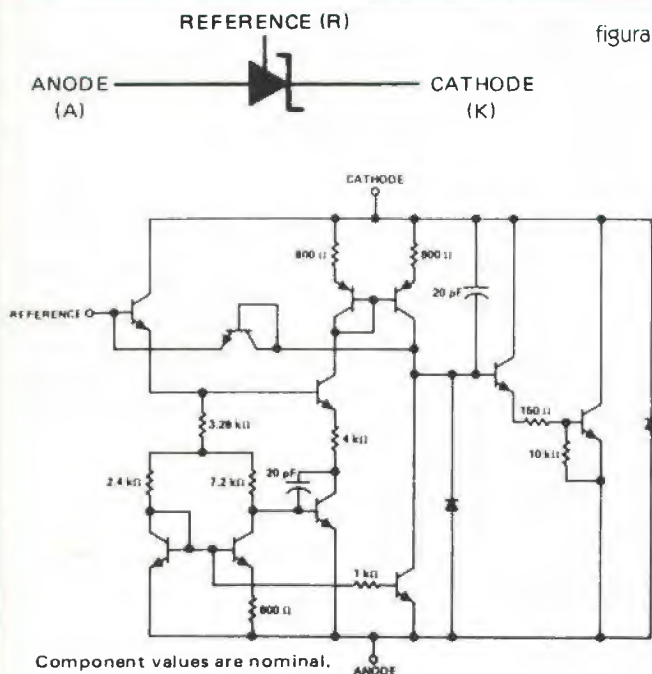 REFERENCE (R)
figura
ANODE
(A)
CATHODE
(K)
CATHODE
800 Ω
800 Ω
20 pF
REFERENCE
3.28 kΩ
4 kΩ
150 Ω
10 kΩ
2.4 kΩ
7.2 kΩ
20 pF
1 kΩ
800 Ω
Component values are nominal.
ANODE